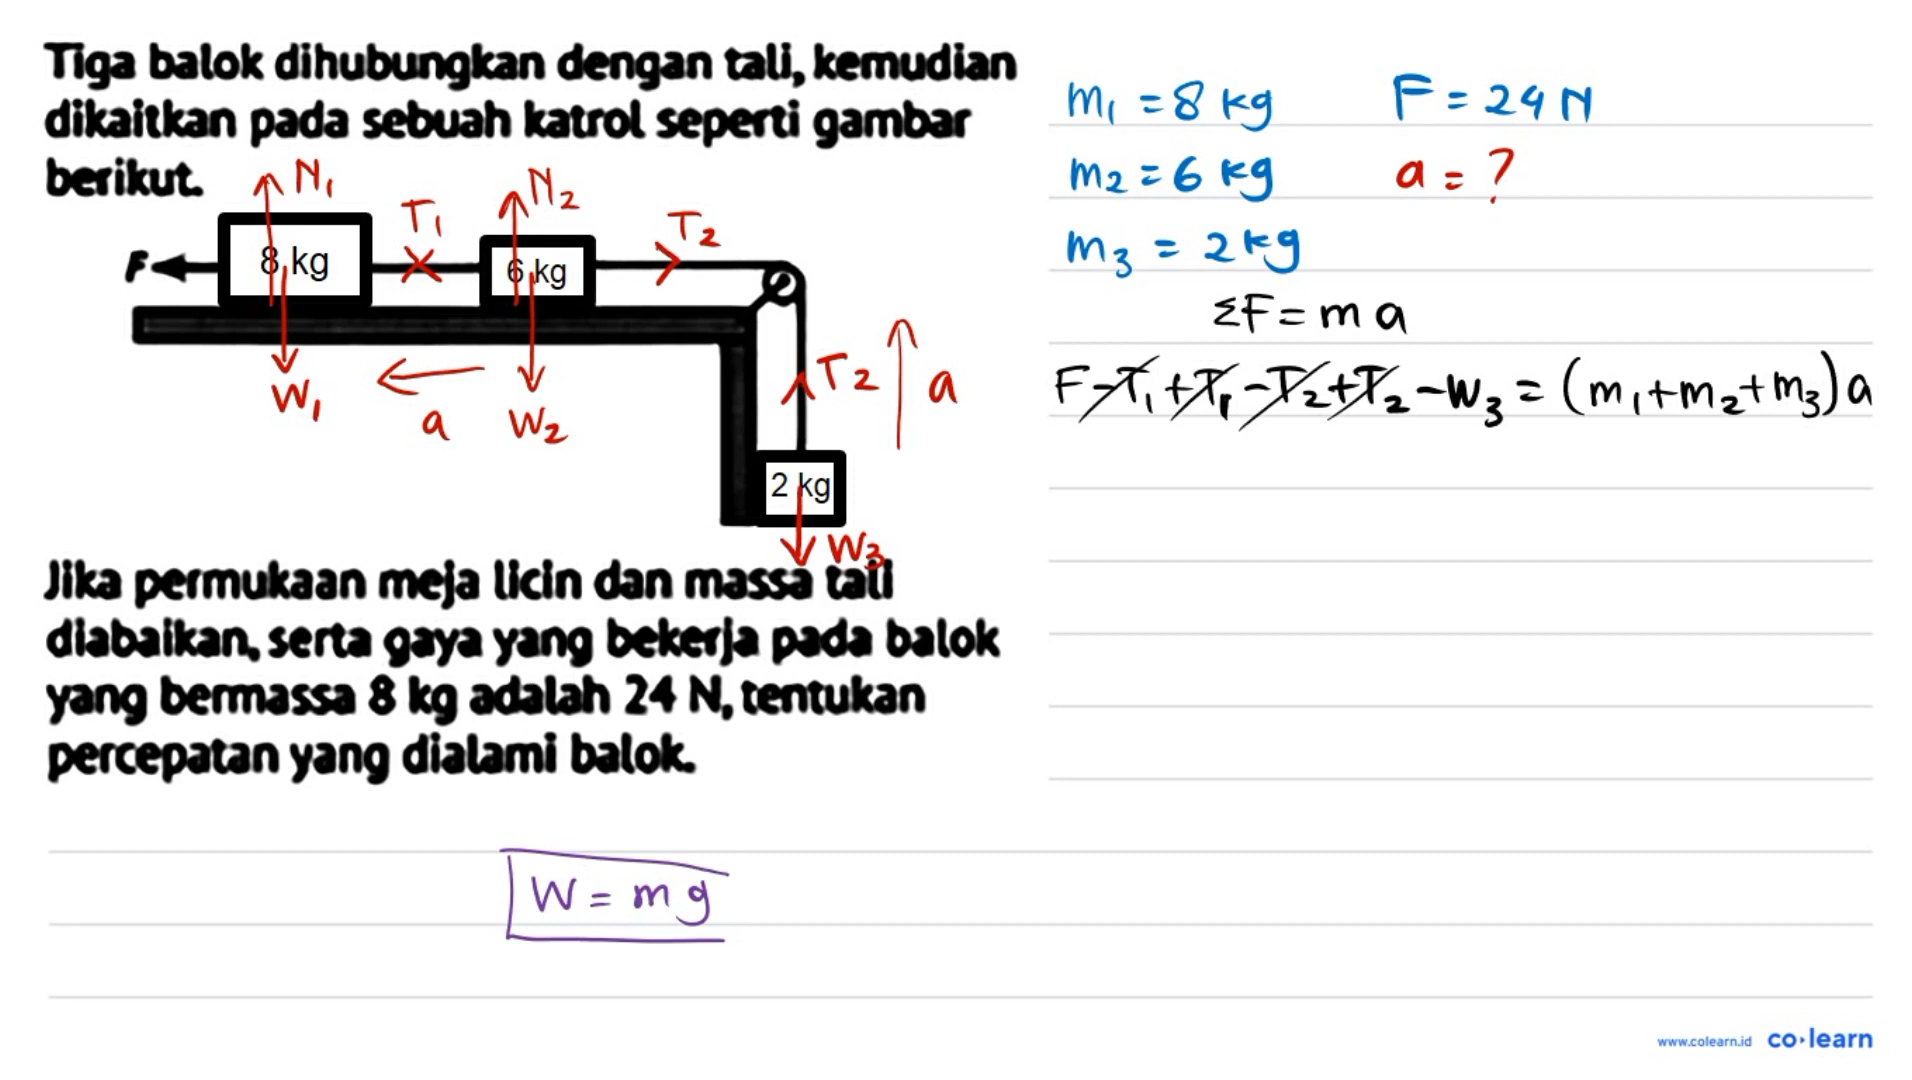 Tiga balok dihubungkan dengan tali, kemudian
dikaitkan pada sebuah katrol seperti gambar
berikut.
N₁
T₁
N₂
T₂
F
8 kg
6 kg
W₁
a
W₂
T₂
a
2 kg
W₃
Jika permukaan meja licin dan massa tali
diabaikan, serta gaya yang bekerja pada balok
yang bermassa 8 kg adalah 24 N, tentukan
percepatan yang dialami balok.
m₁ = 8 kg F = 24 N
m₂ = 6 kg a = ?
m₃ = 2 kg
ΣF = m a
F - T₁ + T₁ - T₂ + T₂ - W₃ = (m₁ + m₂ + m₃) a
W = m g
www.colearn.id co learn